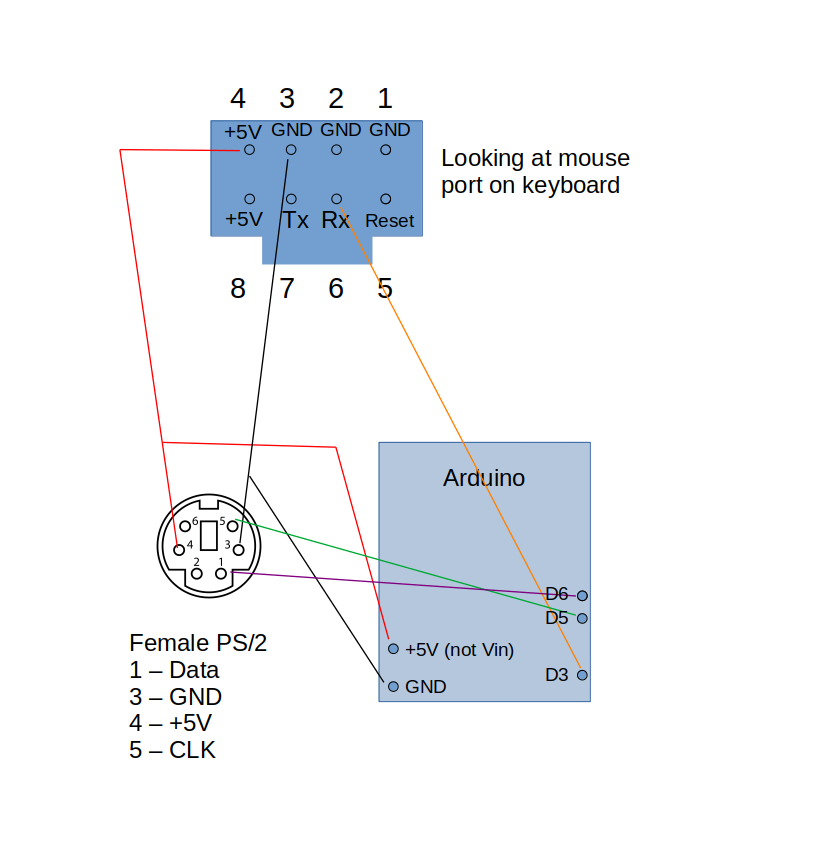 4 3 2 1
+5V GND GND GND
Looking at mouse
port on keyboard
+5V Tx Rx Reset
8 7 6 5
Arduino
6 5
4 3
2 1
D6
D5
+5V (not Vin)
D3
GND
Female PS/2
1 – Data
3 – GND
4 – +5V
5 – CLK